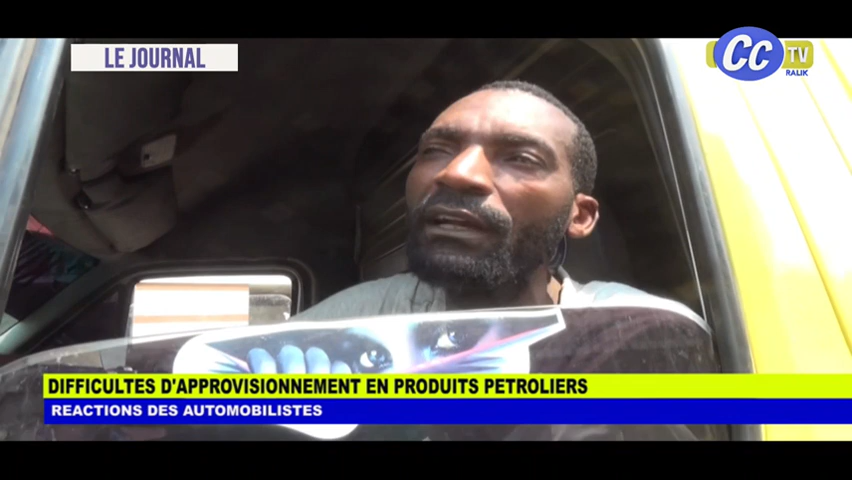 LE JOURNAL
CC TV
RALIK
DIFFICULTES D'APPROVISIONNEMENT EN PRODUITS PETROLIERS
REACTIONS DES AUTOMOBILISTES